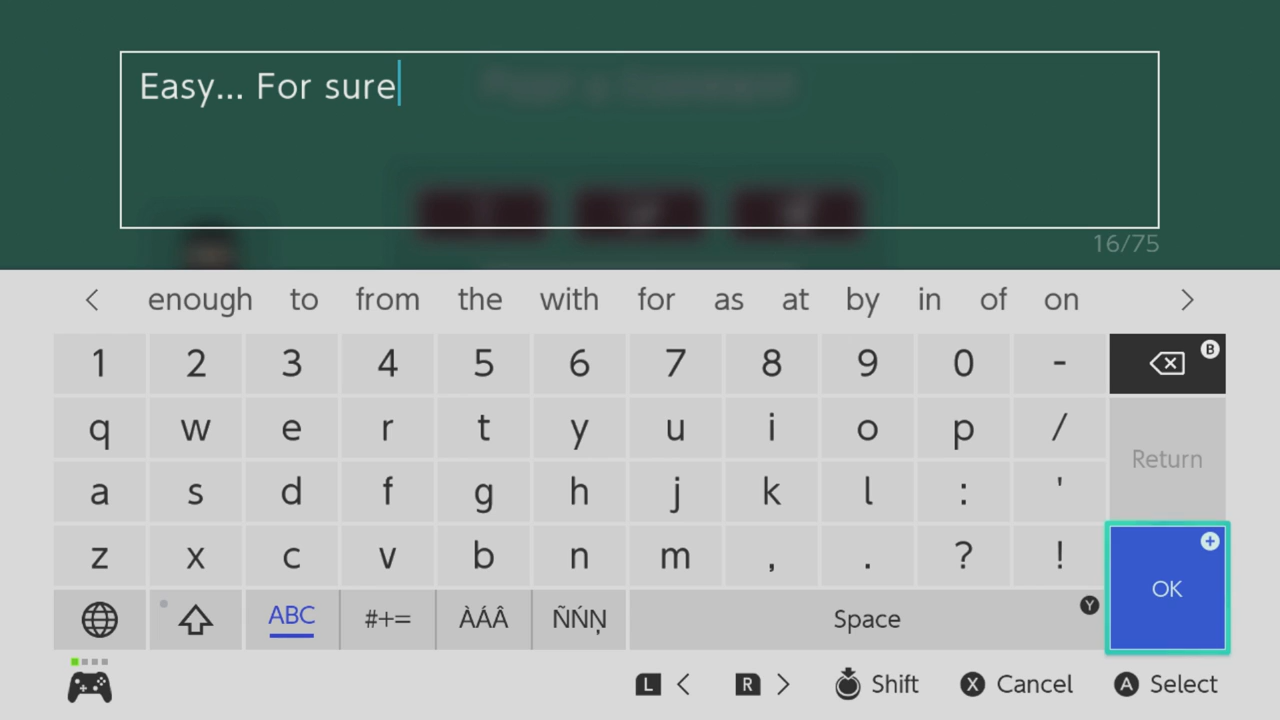 Easy... For sure
16/75
enough to from the with for as at by in of on
1 2 3 4 5 6 7 8 9 0 - B
q w e r t y u i o p / Return
a s d f g h j k l : '
z x c v b n m , . ? ! + OK
ABC #+= ÀÁÂ ÑŃŅ Space Y
L R Shift X Cancel A Select